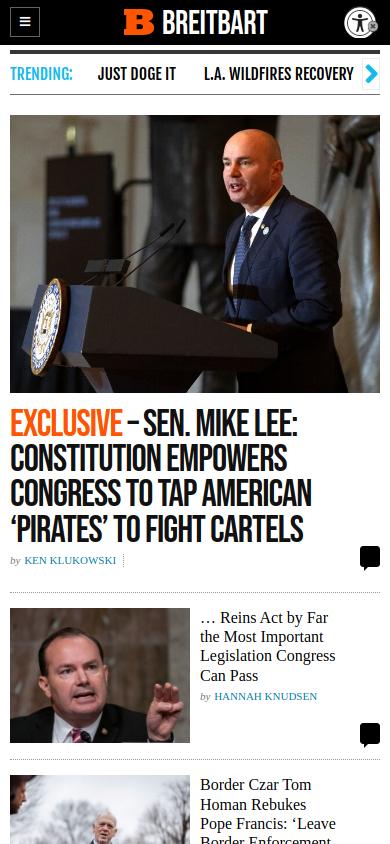 B BREITBART
TRENDING:
JUST DOGE IT
L.A. WILDFIRES RECOVERY
EXCLUSIVE – SEN. MIKE LEE:
CONSTITUTION EMPOWERS
CONGRESS TO TAP AMERICAN
‘PIRATES’ TO FIGHT CARTELS
by KEN KLUKOWSKI
… Reins Act by Far
the Most Important
Legislation Congress
Can Pass
by HANNAH KNUDSEN
Border Czar Tom
Homan Rebukes
Pope Francis: ‘Leave
Border Enforcement